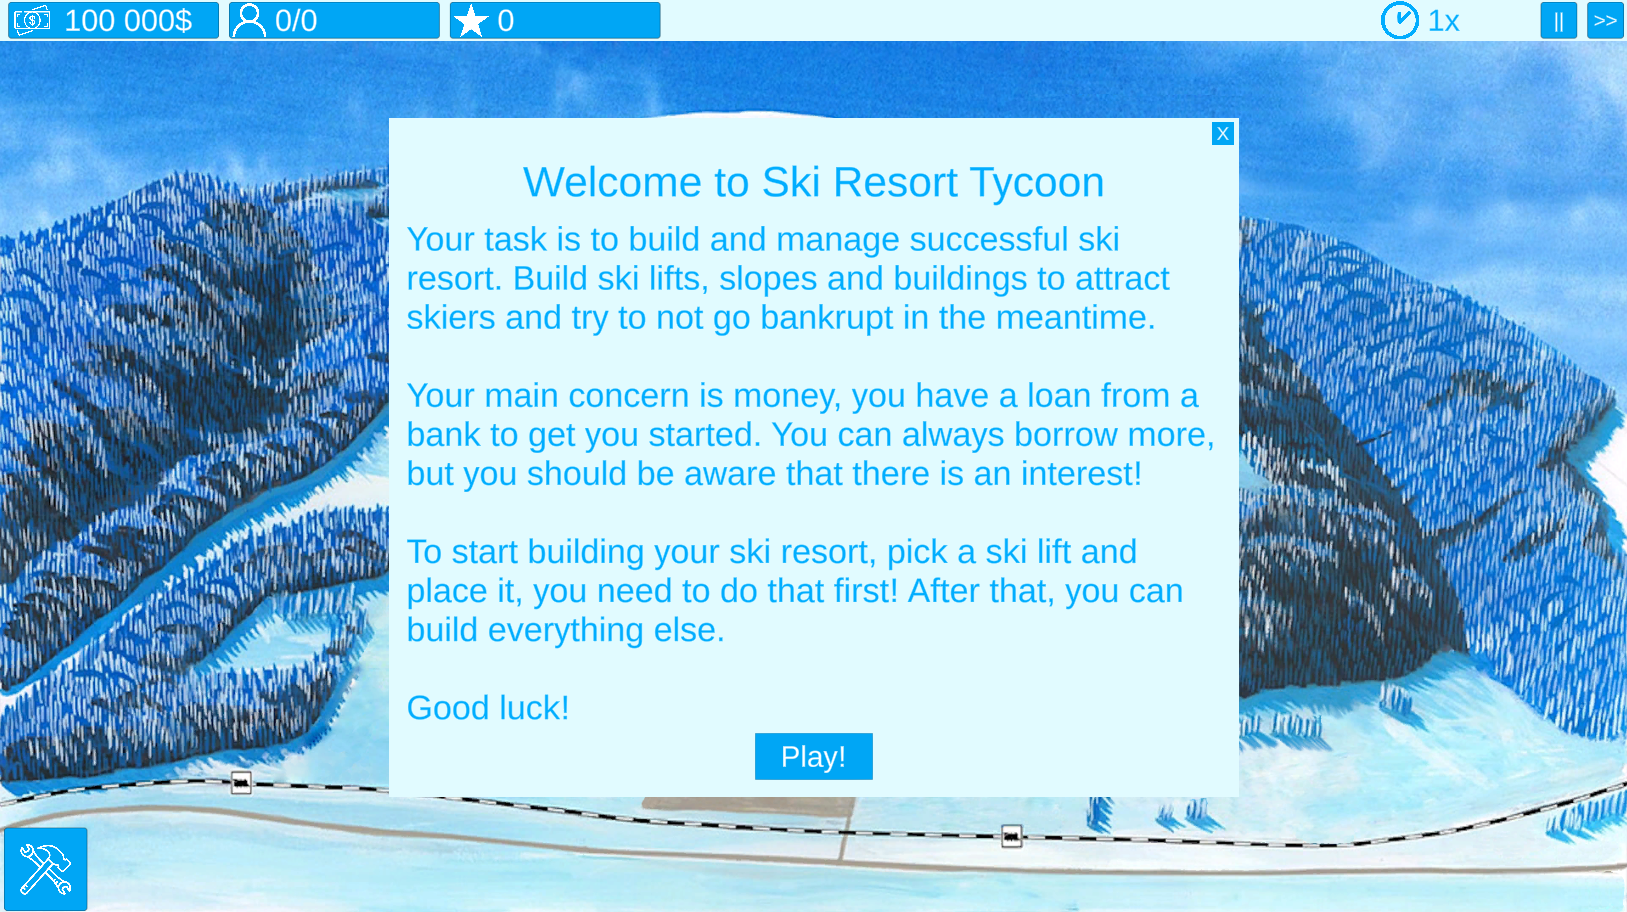 100 000$
0/0
0
1x
||
>>
X
Welcome to Ski Resort Tycoon
Your task is to build and manage successful ski
resort. Build ski lifts, slopes and buildings to attract
skiers and try to not go bankrupt in the meantime.
Your main concern is money, you have a loan from a
bank to get you started. You can always borrow more,
but you should be aware that there is an interest!
To start building your ski resort, pick a ski lift and
place it, you need to do that first! After that, you can
build everything else.
Good luck!
Play!